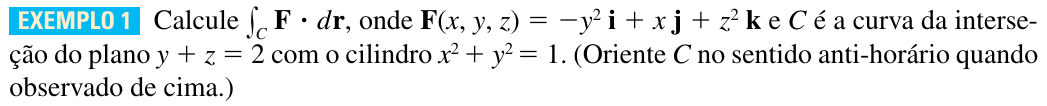 EXEMPLO 1 Calcule ∫_C F · dr, onde F(x, y, z) = −y² i + x j + z² k e C é a curva da interse-
ção do plano y + z = 2 com o cilindro x² + y² = 1. (Oriente C no sentido anti-horário quando
observado de cima.)